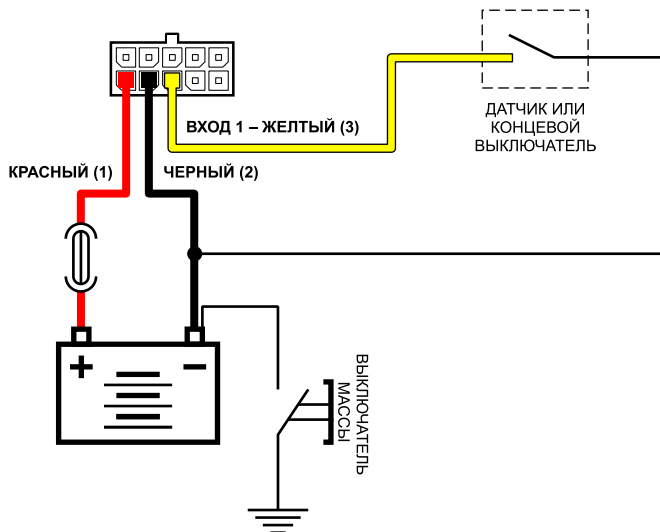 ДАТЧИК ИЛИ
КОНЦЕВОЙ
ВЫКЛЮЧАТЕЛЬ
ВХОД 1 – ЖЕЛТЫЙ (3)
КРАСНЫЙ (1)
ЧЕРНЫЙ (2)
+
–
ВЫКЛЮЧАТЕЛЬ
МАССЫ